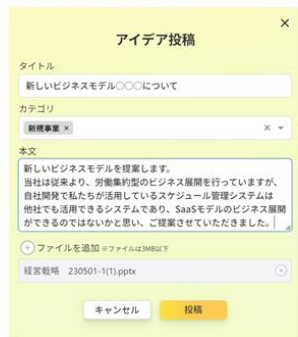 ×
アイデア投稿
タイトル
新しいビジネスモデル○○○について
カテゴリ
新規事業 ×
×
本文
新しいビジネスモデルを提案します。
当社は従来より、労働集約型のビジネス展開を行っていますが、
自社開発で私たちが活用しているスケジュール管理システムは
他社でも活用できるシステムであり、SaaSモデルのビジネス展開
ができるのではないかと思い、ご提案させていただきました。
+ ファイルを追加 ※ファイルは3MB以下
経営戦略 230501-1(1).pptx
キャンセル 投稿